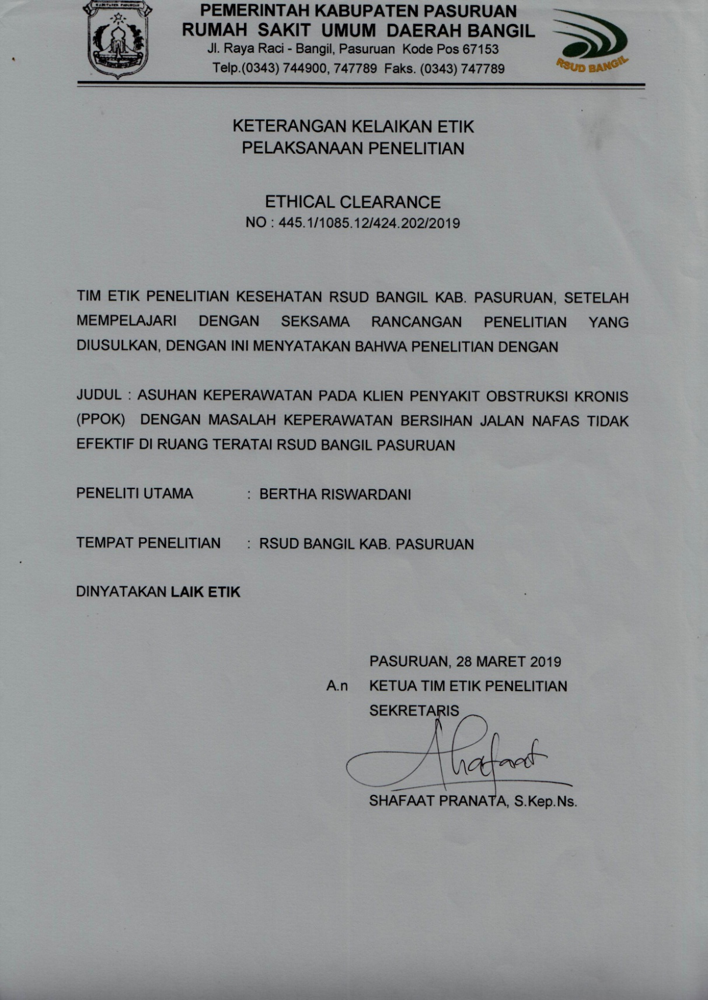 KABUPATEN PASURUAN
PEMERINTAH KABUPATEN PASURUAN
RUMAH SAKIT UMUM DAERAH BANGIL
Jl. Raya Raci - Bangil, Pasuruan Kode Pos 67153
Telp.(0343) 744900, 747789 Faks. (0343) 747789
RSUD BANGIL
KETERANGAN KELAIKAN ETIK
PELAKSANAAN PENELITIAN
ETHICAL CLEARANCE
NO : 445.1/1085.12/424.202/2019
TIM ETIK PENELITIAN KESEHATAN RSUD BANGIL KAB. PASURUAN, SETELAH
MEMPELAJARI DENGAN SEKSAMA RANCANGAN PENELITIAN YANG
DIUSULKAN, DENGAN INI MENYATAKAN BAHWA PENELITIAN DENGAN
JUDUL : ASUHAN KEPERAWATAN PADA KLIEN PENYAKIT OBSTRUKSI KRONIS
(PPOK) DENGAN MASALAH KEPERAWATAN BERSIHAN JALAN NAFAS TIDAK
EFEKTIF DI RUANG TERATAI RSUD BANGIL PASURUAN
PENELITI UTAMA : BERTHA RISWARDANI
TEMPAT PENELITIAN : RSUD BANGIL KAB. PASURUAN
DINYATAKAN LAIK ETIK
PASURUAN, 28 MARET 2019
A.n KETUA TIM ETIK PENELITIAN
SEKRETARIS
SHAFAAT PRANATA, S.Kep.Ns.